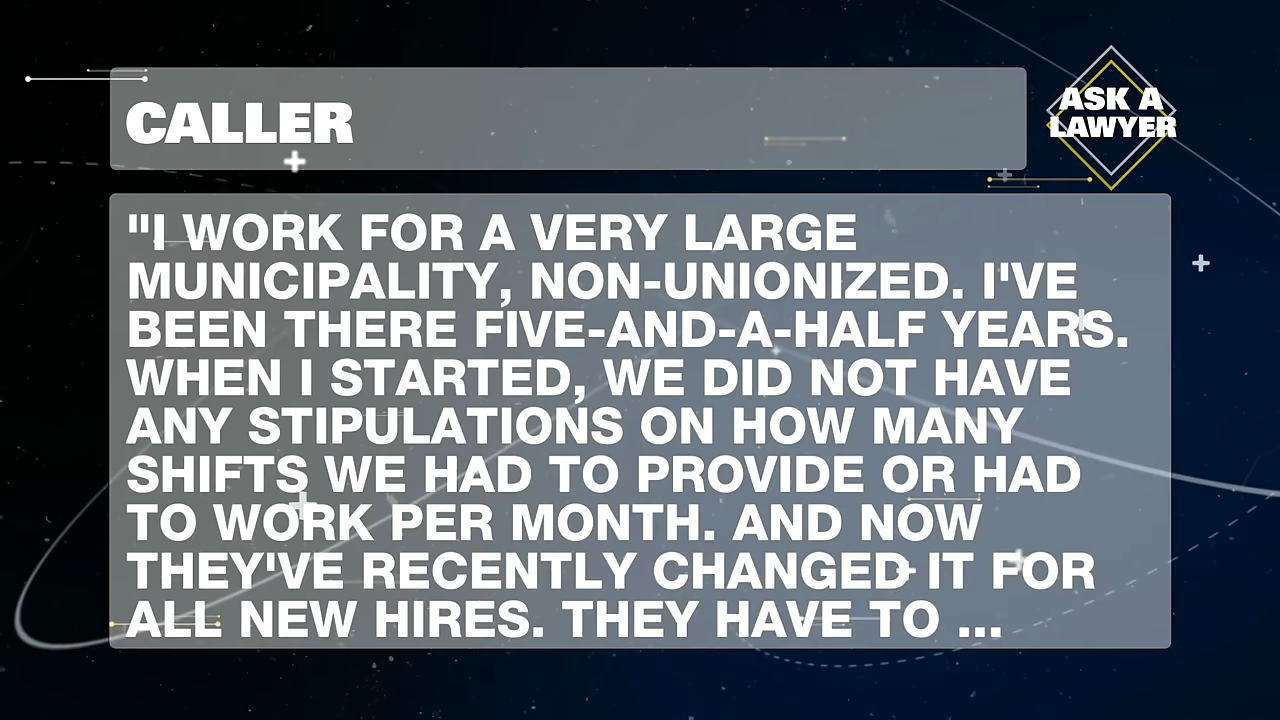 CALLER
ASK A
LAWYER
"I WORK FOR A VERY LARGE
MUNICIPALITY, NON-UNIONIZED. I'VE
BEEN THERE FIVE-AND-A-HALF YEARS.
WHEN I STARTED, WE DID NOT HAVE
ANY STIPULATIONS ON HOW MANY
SHIFTS WE HAD TO PROVIDE OR HAD
TO WORK PER MONTH. AND NOW
THEY'VE RECENTLY CHANGED IT FOR
ALL NEW HIRES. THEY HAVE TO ...